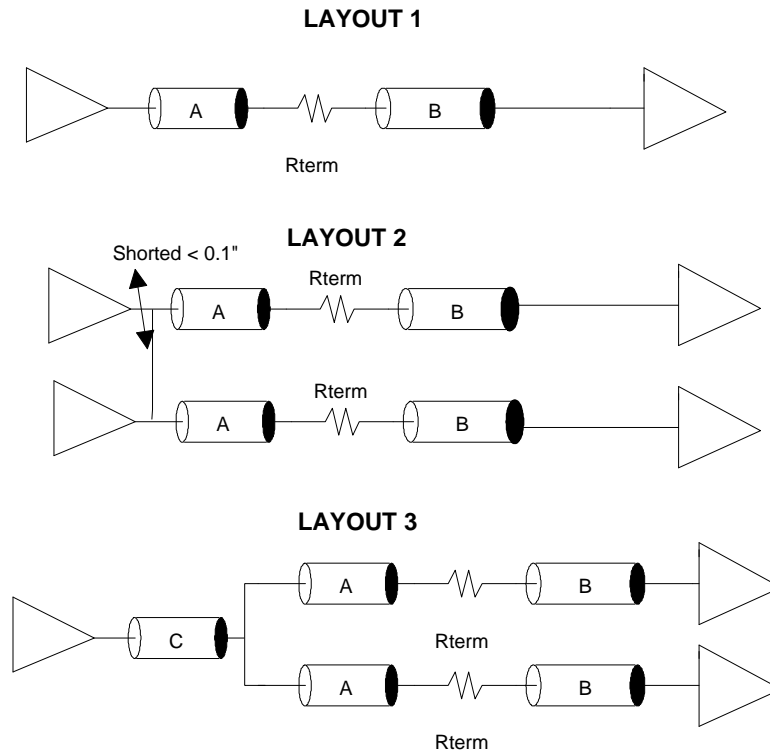 LAYOUT 1
A
B
Rterm
LAYOUT 2
Shorted < 0.1"
Rterm
A
B
Rterm
A
B
LAYOUT 3
A
B
C
Rterm
A
B
Rterm